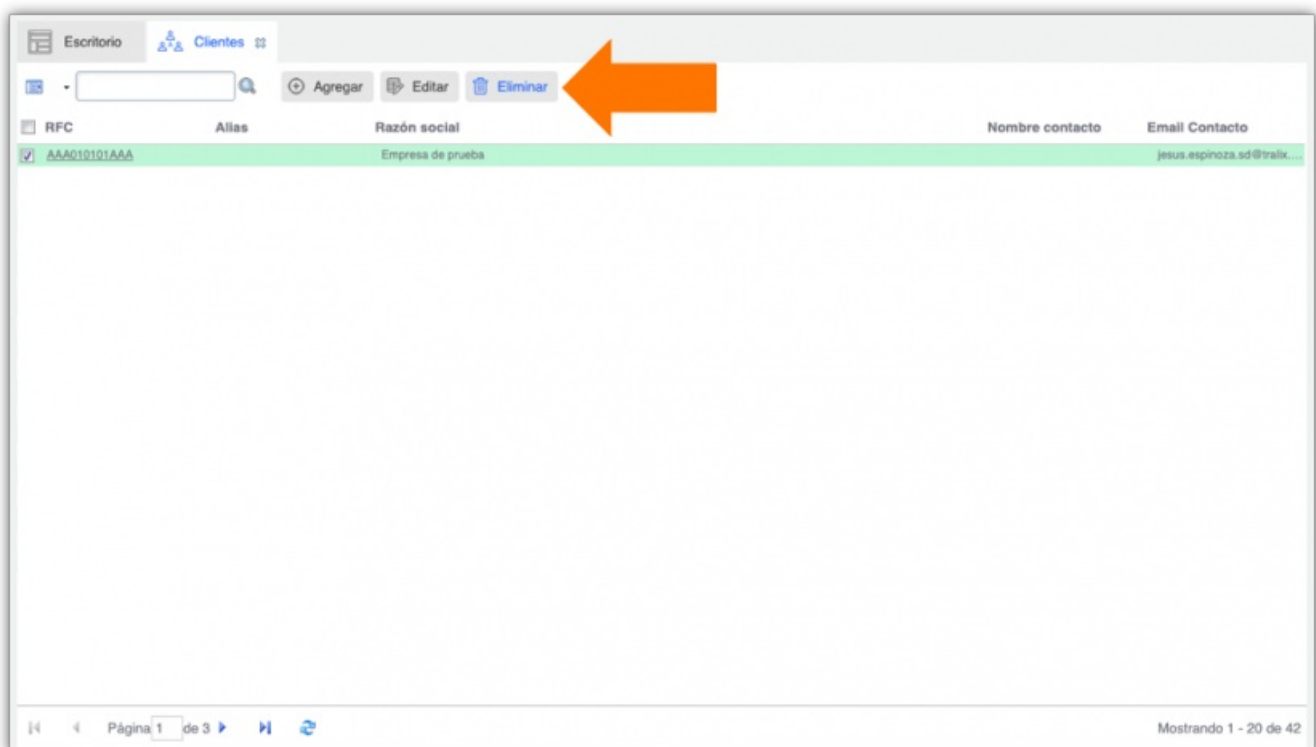 Escritorio Clientes
Agregar Editar Eliminar
RFC Alias Razón social Nombre contacto Email Contacto
AAA010101AAA Empresa de prueba jesus.espinoza.sd@tralix....
Página 1 de 3 Mostrando 1 - 20 de 42